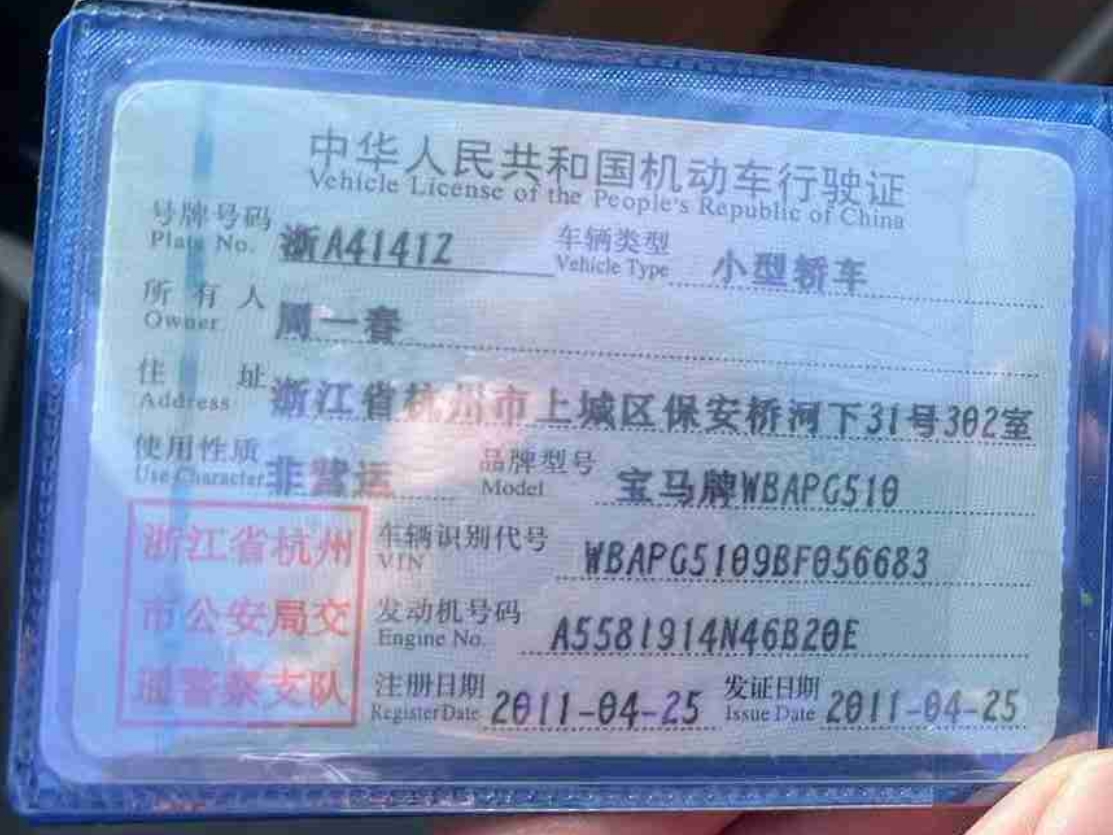 中华人民共和国机动车行驶证
Vehicle License of the People's Republic of China
号牌号码 浙A4141Z 车辆类型 小型轿车
Plate No. Vehicle Type
所有人 周一春
Owner
住址 浙江省杭州市上城区保安桥河下31号302室
Address
使用性质 非营运 品牌型号 宝马牌WBAPG510
Use Character Model
浙江省杭州 车辆识别代号 WBAPG5109BF056683
VIN
市公安局交 发动机号码 A5581914N46B20E
Engine No.
通警察支队 注册日期 2011-04-25 发证日期 2011-04-25
Register Date Issue Date